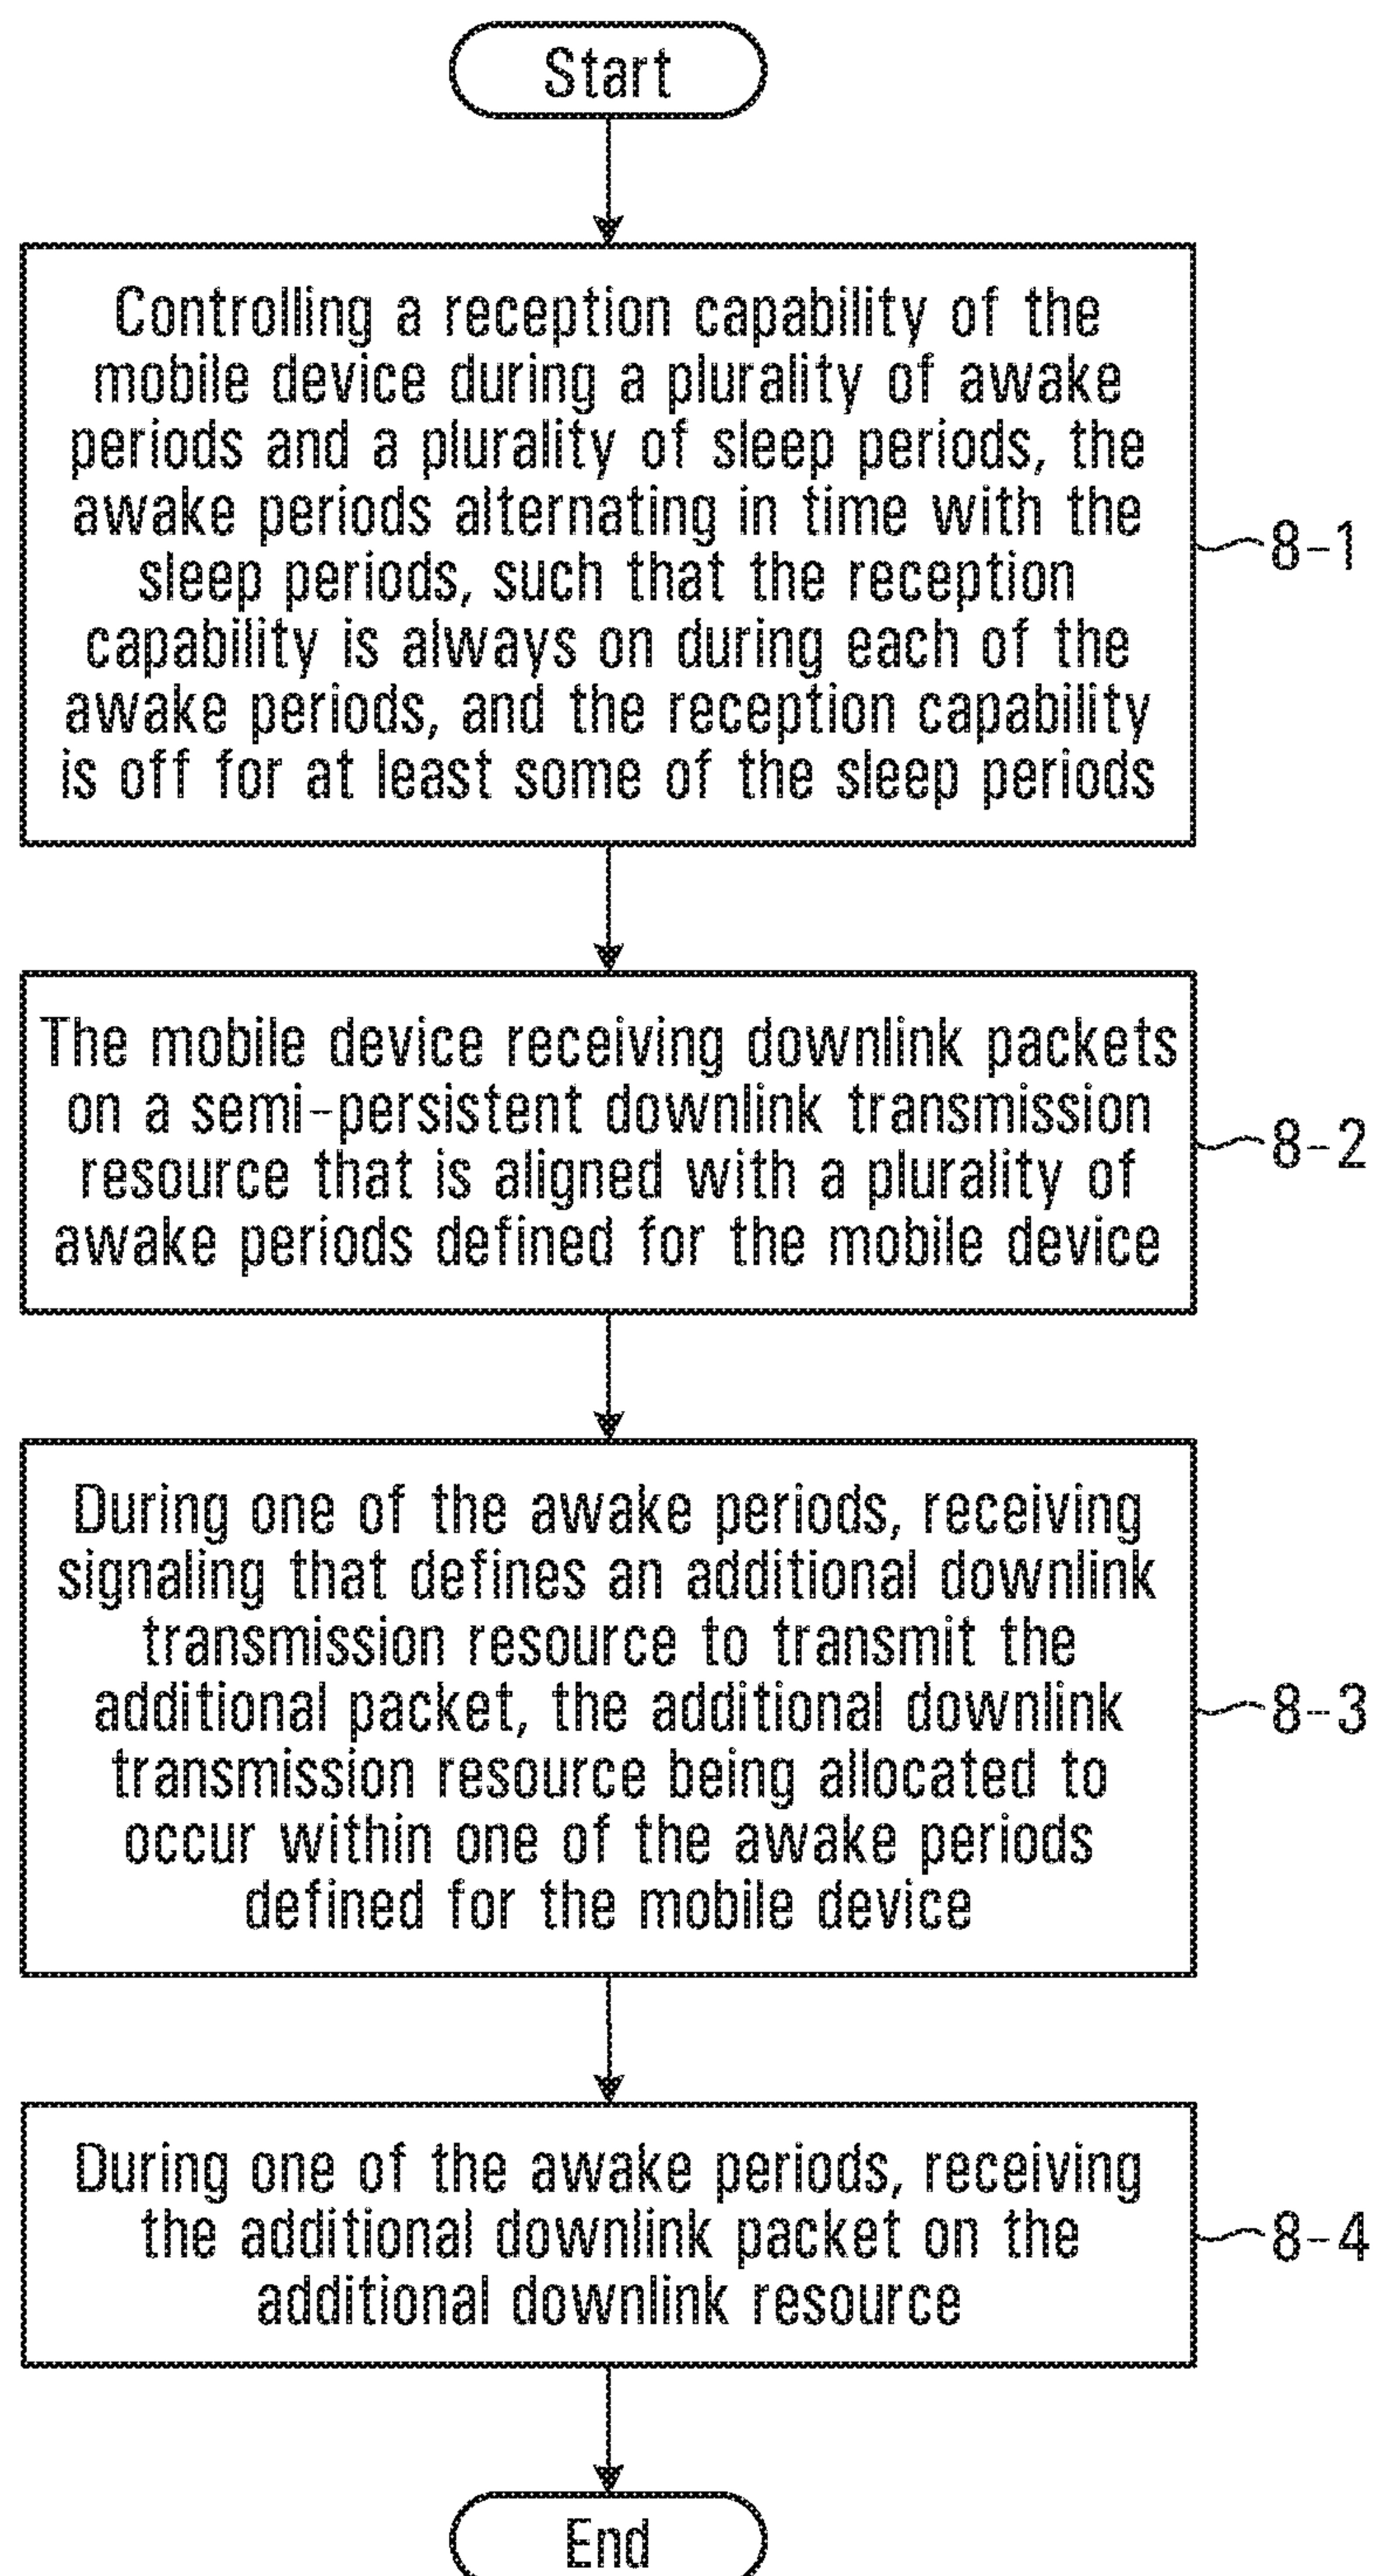 Start
Controlling a reception capability of the
mobile device during a plurality of awake
periods and a plurality of sleep periods, the
awake periods alternating in time with the
sleep periods, such that the reception
capability is always on during each of the
awake periods, and the reception capability
is off for at least some of the sleep periods
8-1
The mobile device receiving downlink packets
on a semi-persistent downlink transmission
resource that is aligned with a plurality of
awake periods defined for the mobile device
8-2
During one of the awake periods, receiving
signaling that defines an additional downlink
transmission resource to transmit the
additional packet, the additional downlink
transmission resource being allocated to
occur within one of the awake periods
defined for the mobile device
8-3
During one of the awake periods, receiving
the additional downlink packet on the
additional downlink resource
8-4
End